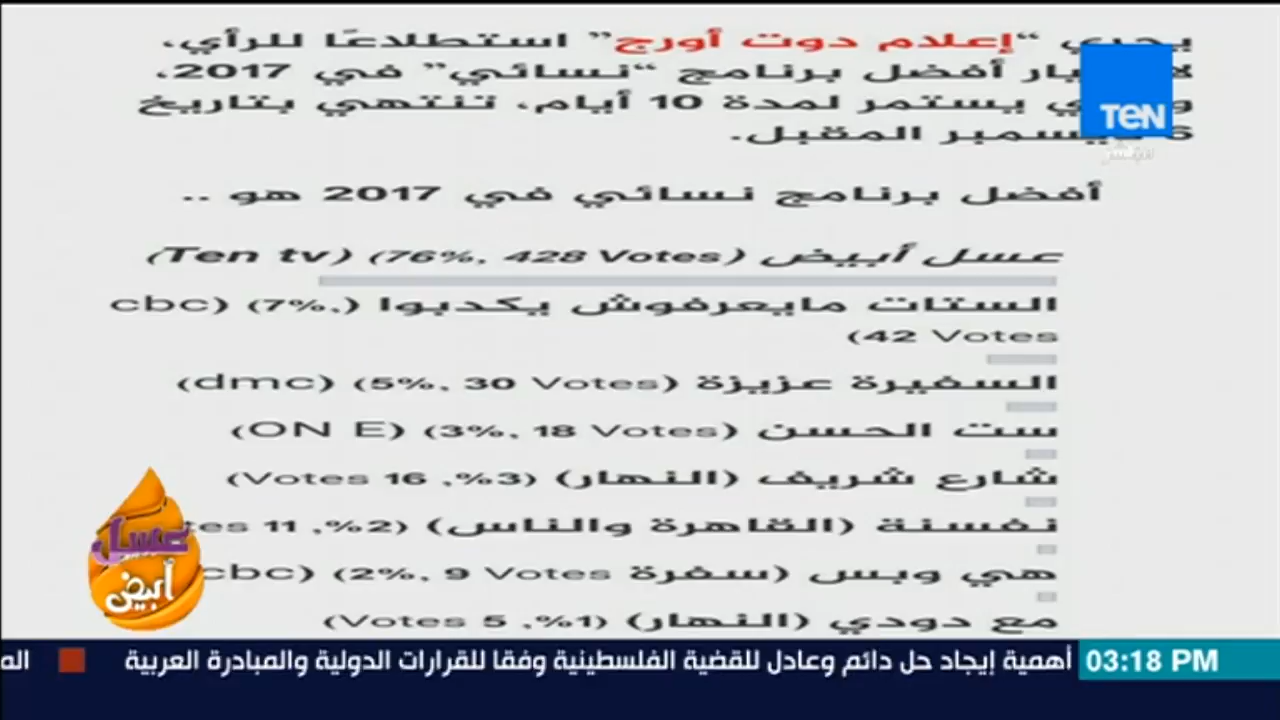 يجري “إعلام دوت أورج” استطلاعًا للرأي،
أفضل برنامج “نسائي” في 2017،
يستمر لمدة 10 أيام، تنتهي بتاريخ
6 ديسمبر المقبل.
TEN
أفضل برنامج نسائي في 2017 هو ..
عسل أبيض (Ten tv) (76%, 428 Votes)
الستات مايعرفوش يكدبوا (cbc) (7%,
42 Votes)
السفيرة عزيزة (dmc) (5%, 30 Votes)
ست الحسن (ON E) (3%, 18 Votes)
شارع شريف (النهار) (3%, 16 Votes)
نفسنة (القاهرة والناس) (2%, 11
هي وبس (cbc سفرة) (2%, 9 Votes)
مع دودي (النهار) (1%, 5 Votes)
عسل
أبيض
03:18 PM أهمية إيجاد حل دائم وعادل للقضية الفلسطينية وفقا للقرارات الدولية والمبادرة العربية